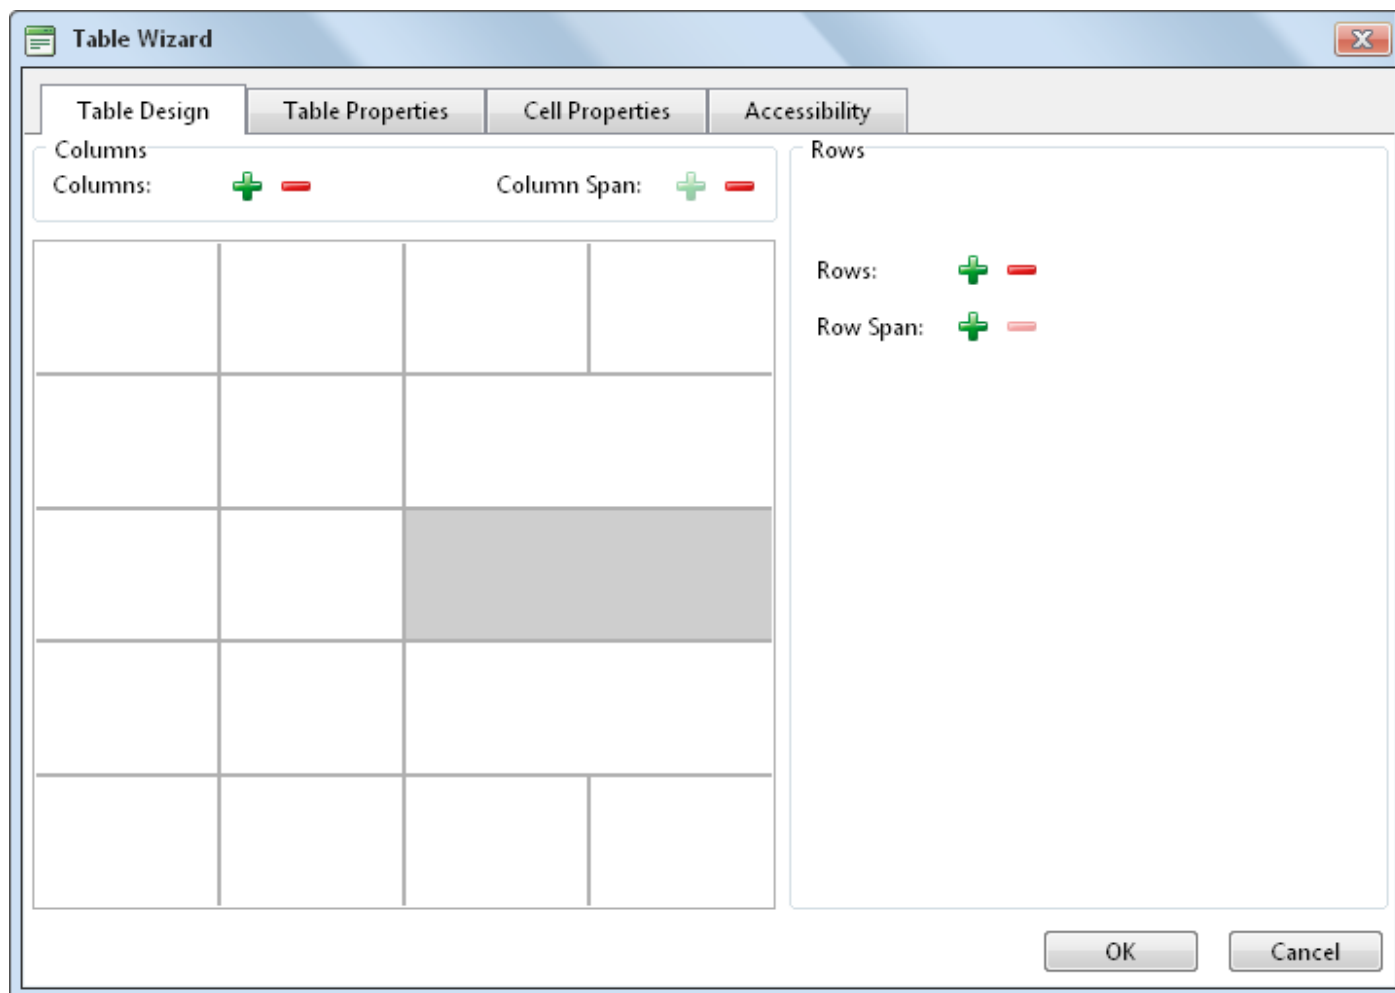 Table Wizard
Table Design Table Properties Cell Properties Accessibility
Columns
Columns: Column Span:
Rows
Rows:
Row Span:
OK Cancel